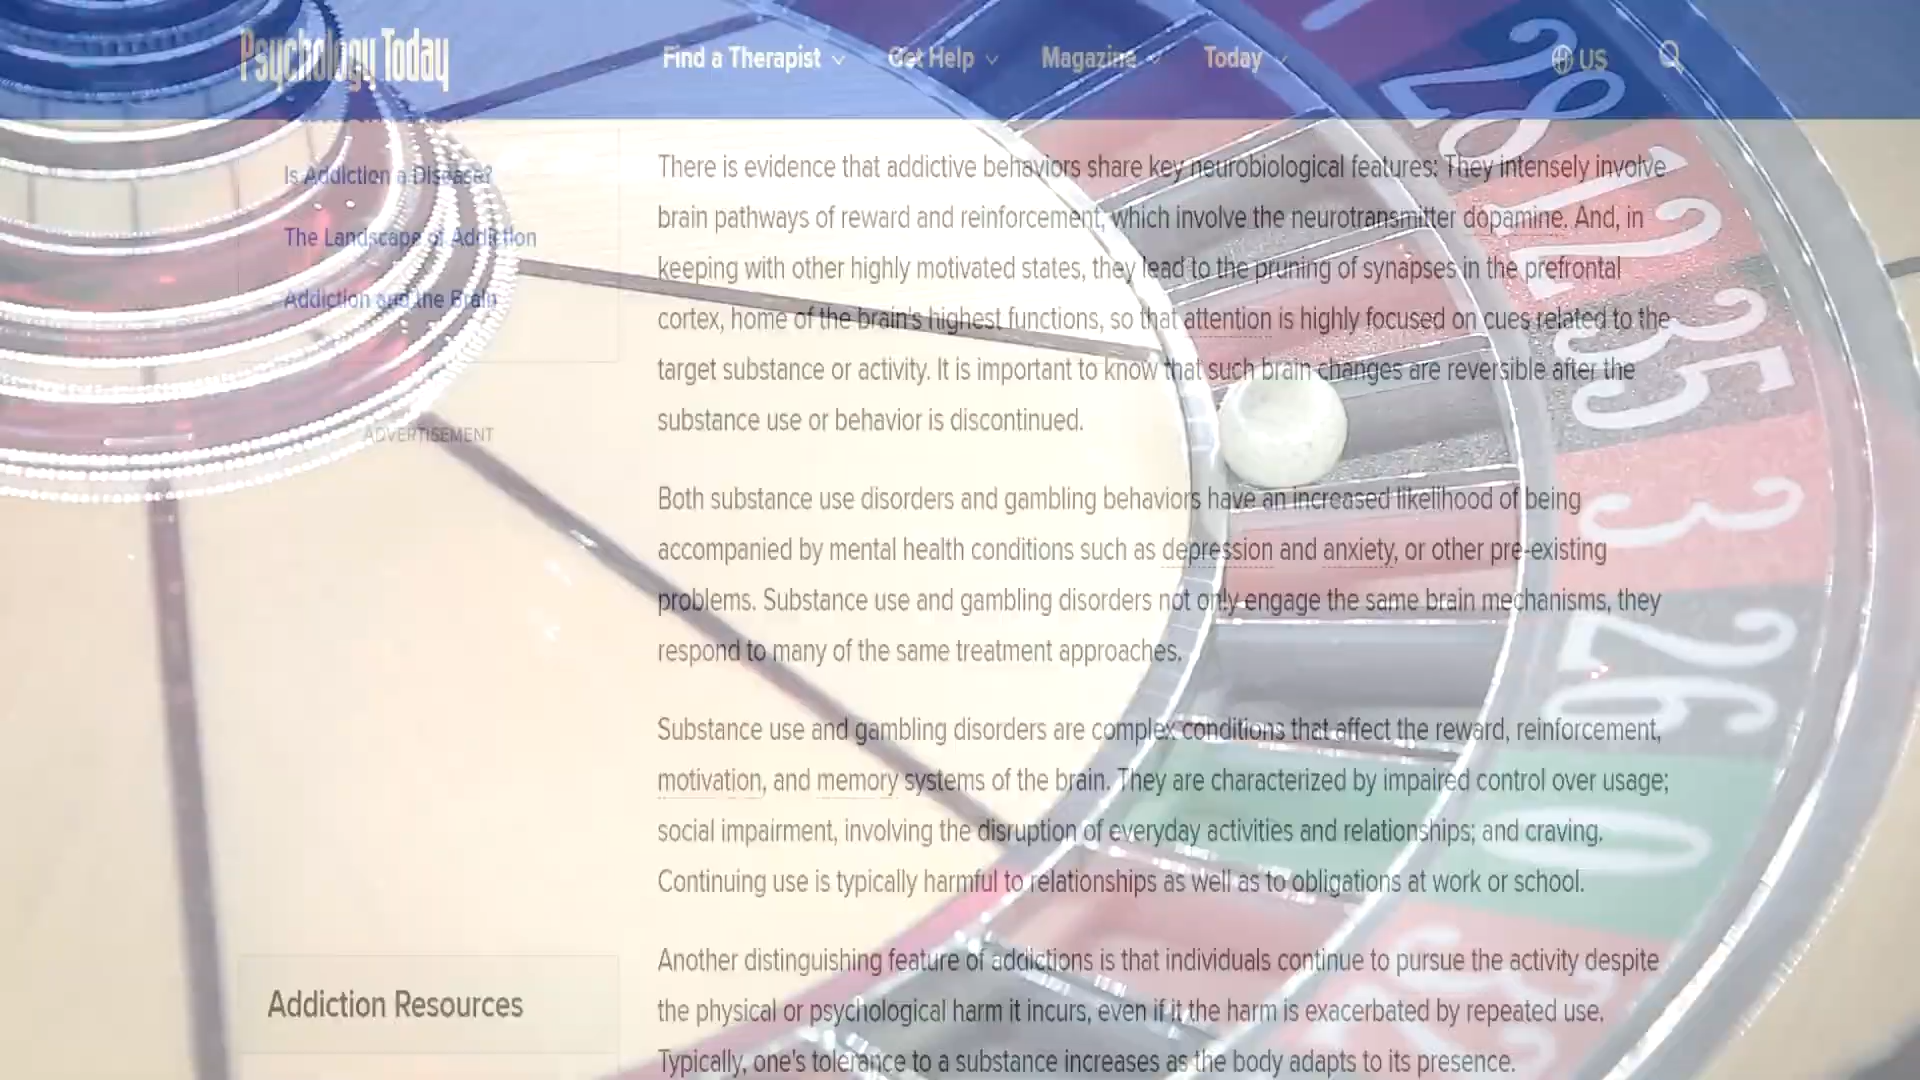 Psychology Today
Find a Therapist
Get Help
Magazine
Today
US
Is Addiction a Disease?
The Landscape of Addiction
Addiction and the Brain
ADVERTISEMENT
Addiction Resources
There is evidence that addictive behaviors share key neurobiological features: They intensely involve
brain pathways of reward and reinforcement, which involve the neurotransmitter dopamine. And, in
keeping with other highly motivated states, they lead to the pruning of synapses in the prefrontal
cortex, home of the brain's highest functions, so that attention is highly focused on cues related to the
target substance or activity. It is important to know that such brain changes are reversible after the
substance use or behavior is discontinued.
Both substance use disorders and gambling behaviors have an increased likelihood of being
accompanied by mental health conditions such as depression and anxiety, or other pre-existing
problems. Substance use and gambling disorders not only engage the same brain mechanisms, they
respond to many of the same treatment approaches.
Substance use and gambling disorders are complex conditions that affect the reward, reinforcement,
motivation, and memory systems of the brain. They are characterized by impaired control over usage;
social impairment, involving the disruption of everyday activities and relationships; and craving.
Continuing use is typically harmful to relationships as well as to obligations at work or school.
Another distinguishing feature of addictions is that individuals continue to pursue the activity despite
the physical or psychological harm it incurs, even if it the harm is exacerbated by repeated use.
Typically, one's tolerance to a substance increases as the body adapts to its presence.
28
12
35
3
26
0